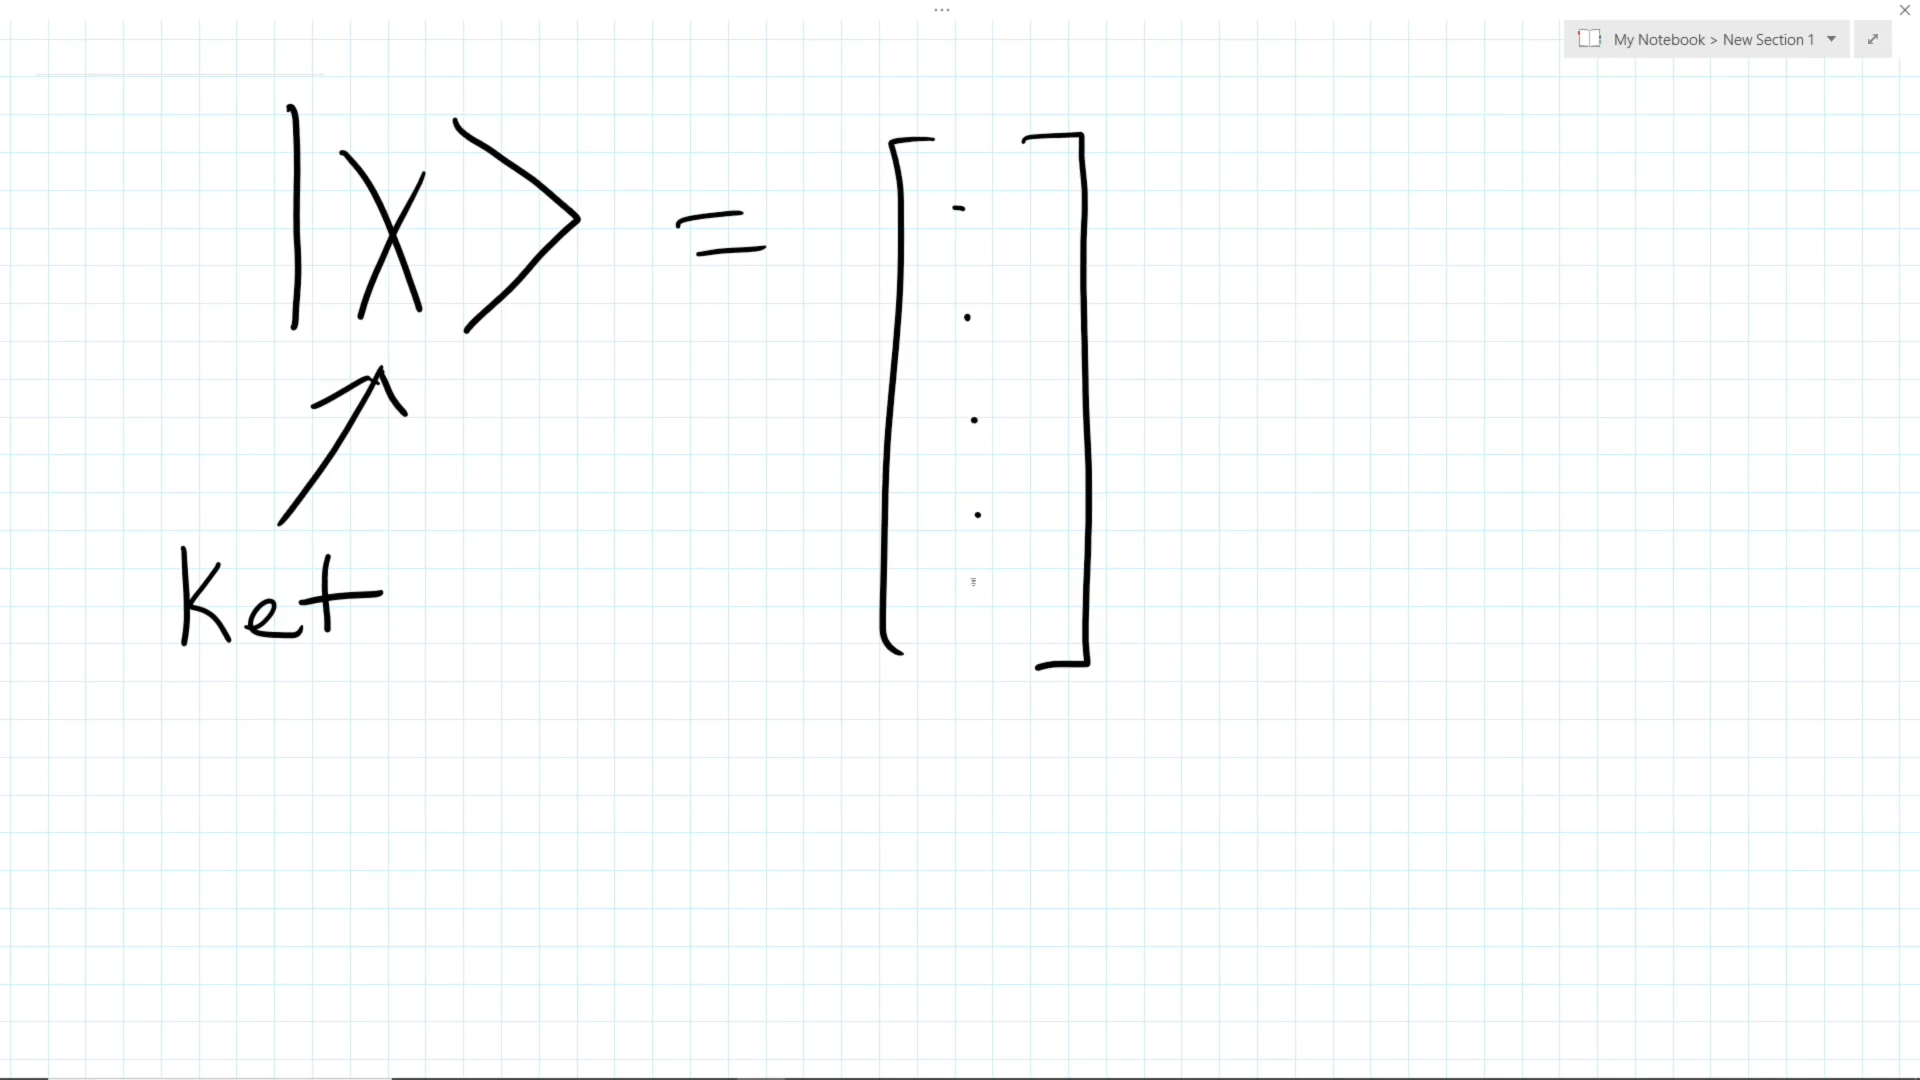 My Notebook > New Section 1
|X> = [ - . . . ]
Ket